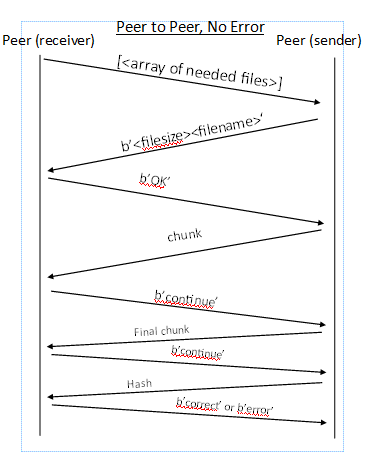 Peer to Peer, No Error
Peer (receiver)
Peer (sender)
[<array of needed files>]
b'<filesize><filename>'
b'OK'
chunk
b'continue'
Final chunk
b'continue'
Hash
b'correct' or b'error'